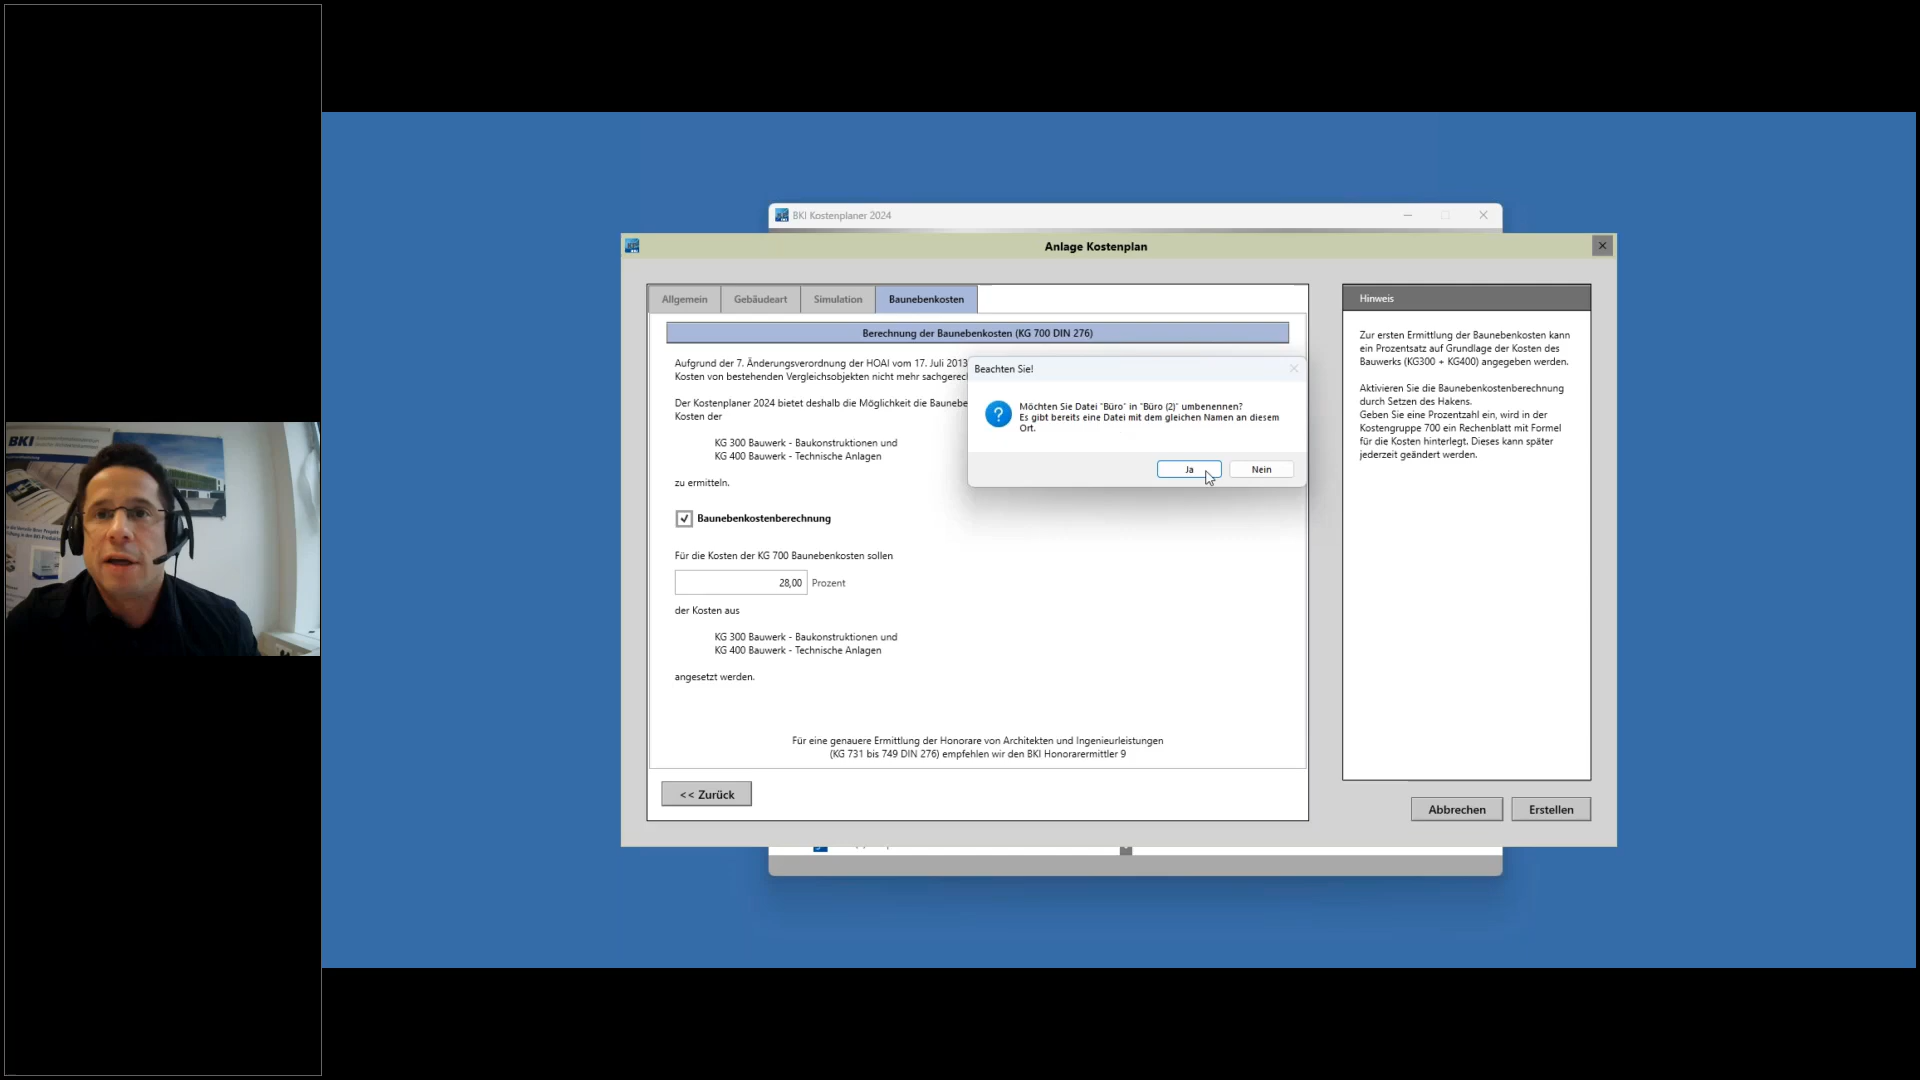 BKI Kostenplaner 2024
Anlage Kostenplan
Allgemein
Gebäudeart
Simulation
Baunebenkosten
Berechnung der Baunebenkosten (KG 700 DIN 276)
Aufgrund der 7. Änderungsverordnung der HOAI vom 17. Juli 2013
Kosten von bestehenden Vergleichsobjekten nicht mehr
Der Kostenplaner 2024 bietet deshalb die Möglichkeit die
Kosten der
KG 300 Bauwerk - Baukonstruktionen und
KG 400 Bauwerk - Technische Anlagen
zu ermitteln.
Baunebenkostenberechnung
Für die Kosten der KG 700 Baunebenkosten sollen
28,00 Prozent
der Kosten aus
KG 300 Bauwerk - Baukonstruktionen und
KG 400 Bauwerk - Technische Anlagen
angesetzt werden.
Für eine genauere Ermittlung der Honorare von Architekten und Ingenieurleistungen
(KG 731 bis 749 DIN 276) empfehlen wir den BKI Honorarermittler 9
<< Zurück
Beachten Sie!
Möchten Sie Datei "Büro" in "Büro (2)" umbenennen?
Es gibt bereits eine Datei mit dem gleichen Namen an diesem
Ort.
Ja
Nein
Hinweis
Zur ersten Ermittlung der Baunebenkosten kann
ein Prozentsatz auf Grundlage der Kosten des
Bauwerks (KG300 + KG400) angegeben werden.
Aktivieren Sie die Baunebenkostenberechnung
durch Setzen des Hakens.
Geben Sie eine Prozentzahl ein, wird in der
Kostengruppe 700 ein Rechenblatt mit Formel
für die Kosten hinterlegt. Dieses kann später
jederzeit geändert werden.
Abbrechen
Erstellen
BKI